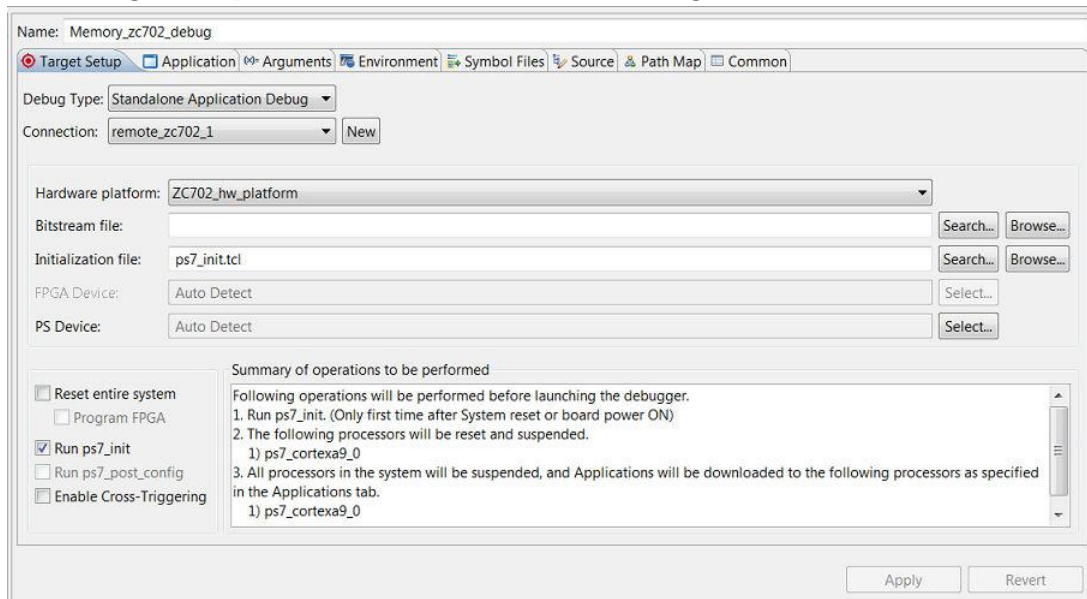 Name: Memory_zc702_debug
Target Setup Application (x)= Arguments Environment Symbol Files Source Path Map Common
Debug Type: Standalone Application Debug
Connection: remote_zc702_1 New
Hardware platform: ZC702_hw_platform
Bitstream file: Search... Browse...
Initialization file: ps7_init.tcl Search... Browse...
FPGA Device: Auto Detect Select...
PS Device: Auto Detect Select...
Summary of operations to be performed
Reset entire system
Program FPGA
Run ps7_init
Run ps7_post_config
Enable Cross-Triggering
Following operations will be performed before launching the debugger.
1. Run ps7_init. (Only first time after System reset or board power ON)
2. The following processors will be reset and suspended.
1) ps7_cortexa9_0
3. All processors in the system will be suspended, and Applications will be downloaded to the following processors as specified
in the Applications tab.
1) ps7_cortexa9_0
Apply Revert